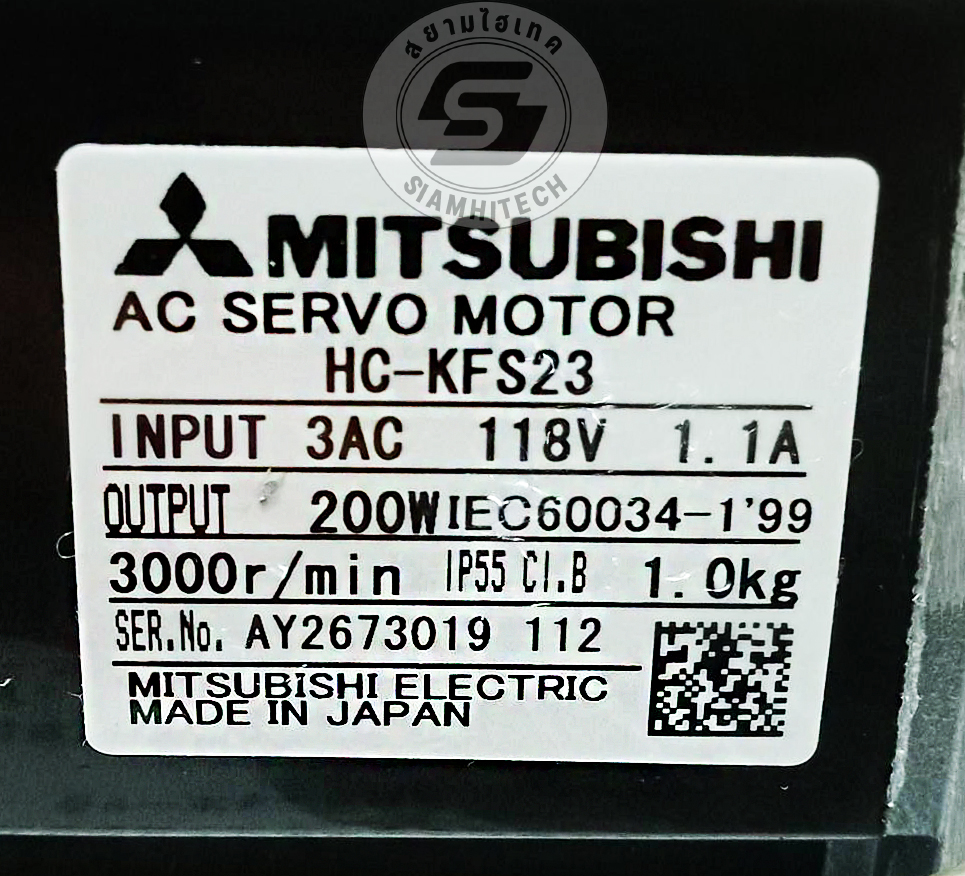 สยามไฮเทค
SIAMHITECH
MITSUBISHI
AC SERVO MOTOR
HC-KFS23
INPUT 3AC 118V 1.1A
OUTPUT 200W IEC60034-1'99
3000r/min IP55 Cl.B 1.0kg
SER.No. AY2673019 112
MITSUBISHI ELECTRIC
MADE IN JAPAN